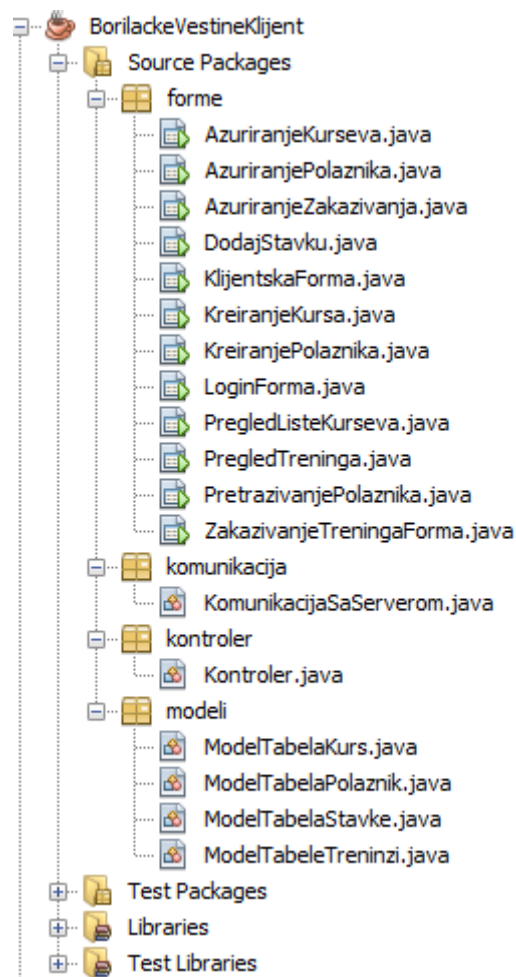 BorilackeVestineKlijent
Source Packages
forme
AzuriranjeKurseva.java
AzuriranjePolaznika.java
AzuriranjeZakazivanja.java
DodajStavku.java
KlijentskaForma.java
KreiranjeKursa.java
KreiranjePolaznika.java
LoginForma.java
PregledListeKurseva.java
PregledTreninga.java
PretrazivanjePolaznika.java
ZakazivanjeTreningaForma.java
komunikacija
KomunikacijaSaServerom.java
kontroler
Kontroler.java
modeli
ModelTabelaKurs.java
ModelTabelaPolaznik.java
ModelTabelaStavke.java
ModelTabeleTreninzi.java
Test Packages
Libraries
Test Libraries